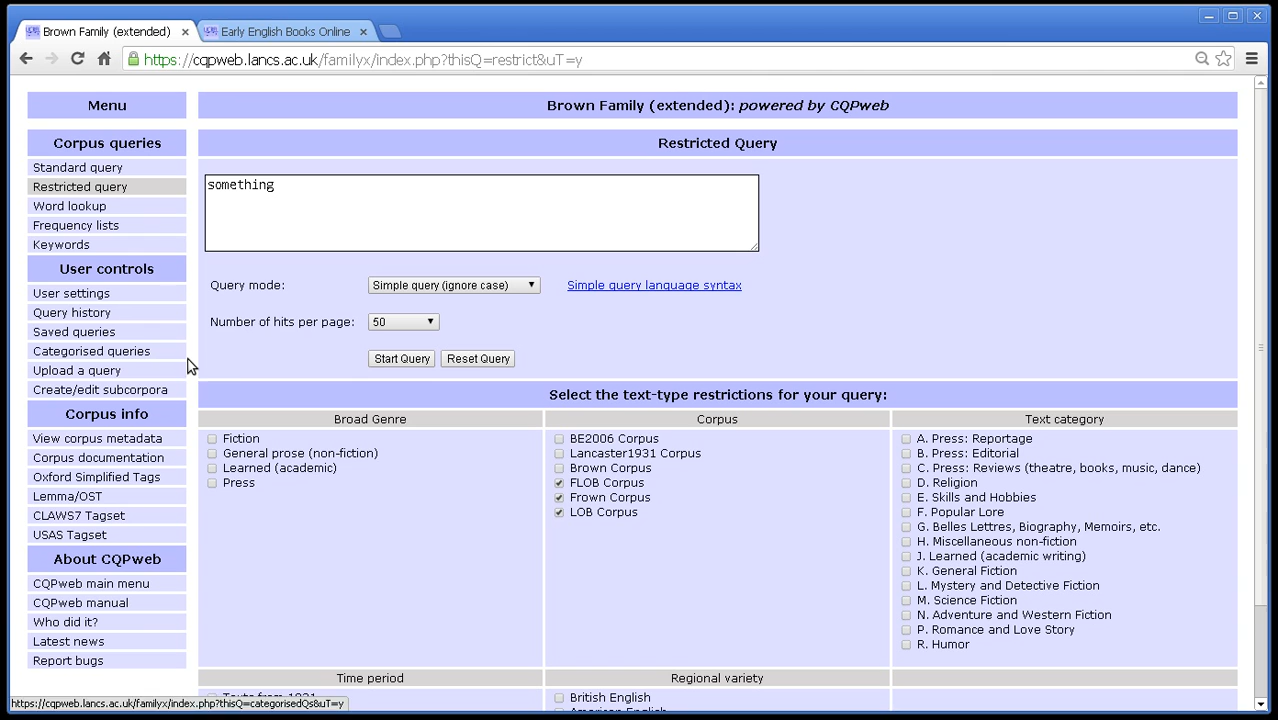 Brown Family (extended)
Early English Books Online
https://cqpweb.lancs.ac.uk/familyx/index.php?thisQ=restrict&uT=y
Menu
Brown Family (extended): powered by CQPweb
Corpus queries
Standard query
Restricted query
Word lookup
Frequency lists
Keywords
User controls
User settings
Query history
Saved queries
Categorised queries
Upload a query
Create/edit subcorpora
Corpus info
View corpus metadata
Corpus documentation
Oxford Simplified Tags
Lemma/OST
CLAWS7 Tagset
USAS Tagset
About CQPweb
CQPweb main menu
CQPweb manual
Who did it?
Latest news
Report bugs
Restricted Query
something
Query mode:
Simple query (ignore case)
Simple query language syntax
Number of hits per page:
50
Start Query
Reset Query
Select the text-type restrictions for your query:
Broad Genre
Fiction
General prose (non-fiction)
Learned (academic)
Press
Corpus
BE2006 Corpus
Lancaster1931 Corpus
Brown Corpus
FLOB Corpus
Frown Corpus
LOB Corpus
Text category
A. Press: Reportage
B. Press: Editorial
C. Press: Reviews (theatre, books, music, dance)
D. Religion
E. Skills and Hobbies
F. Popular Lore
G. Belles Lettres, Biography, Memoirs, etc.
H. Miscellaneous non-fiction
J. Learned (academic writing)
K. General Fiction
L. Mystery and Detective Fiction
M. Science Fiction
N. Adventure and Western Fiction
P. Romance and Love Story
R. Humor
Time period
Texts from 1931
Regional variety
British English
American English
https://cqpweb.lancs.ac.uk/familyx/index.php?thisQ=categorisedQs&uT=y